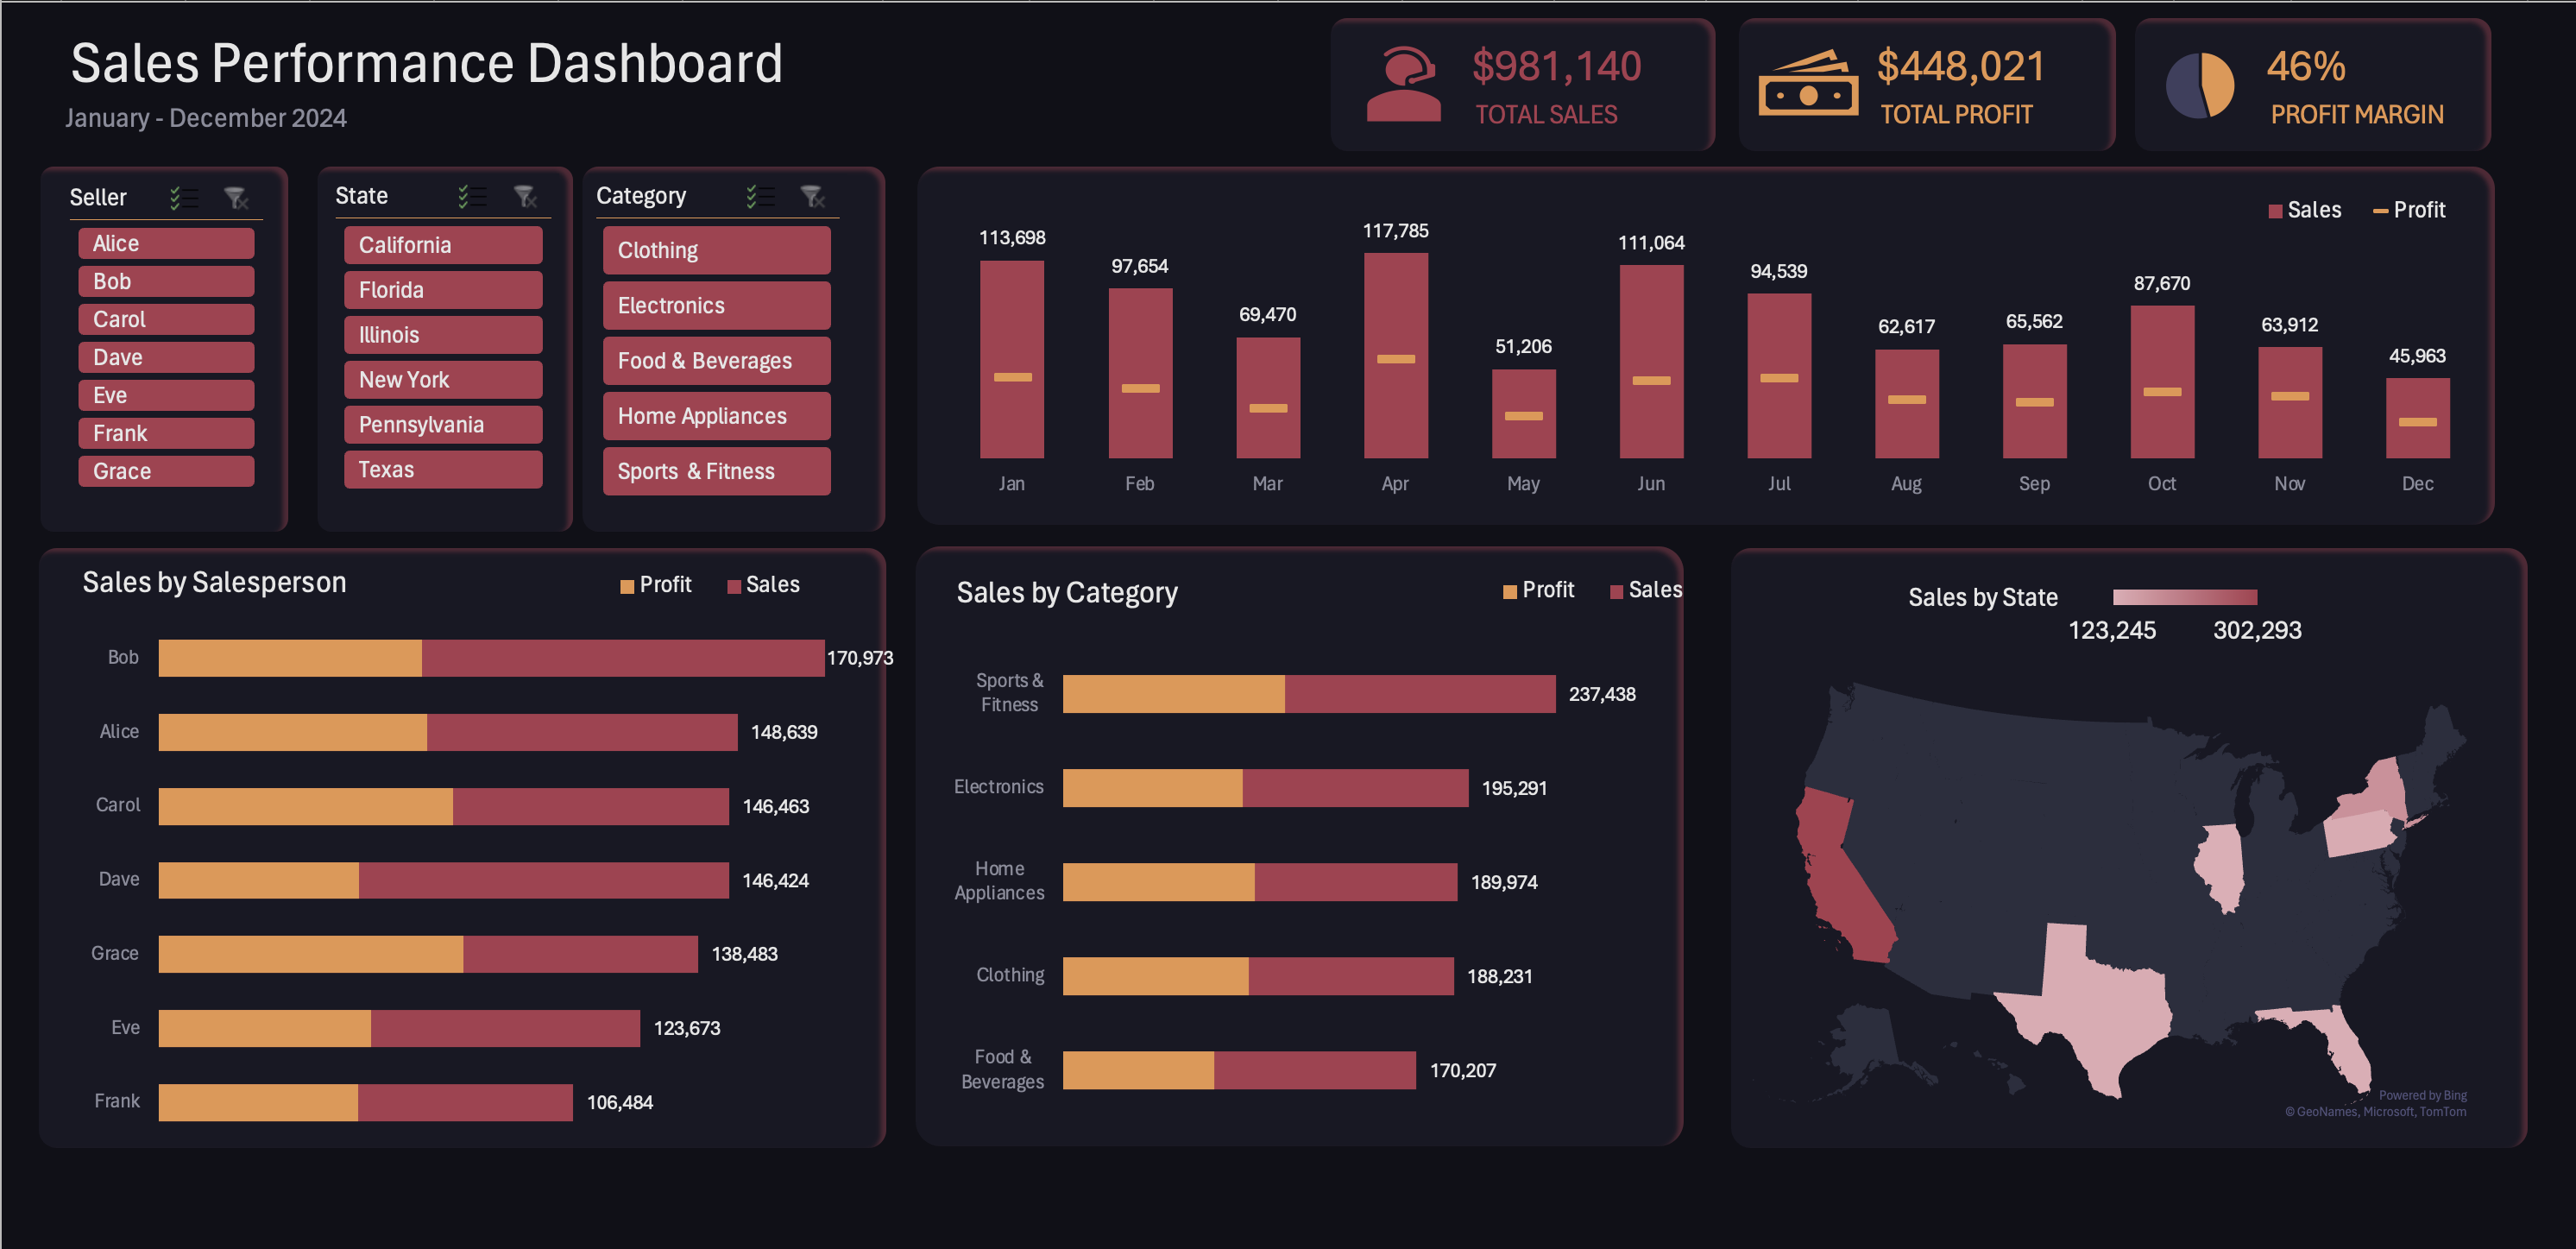 Sales Performance Dashboard
January - December 2024
$981,140
TOTAL SALES
$448,021
TOTAL PROFIT
46%
PROFIT MARGIN
Seller
Alice
Bob
Carol
Dave
Eve
Frank
Grace
State
California
Florida
Illinois
New York
Pennsylvania
Texas
Category
Clothing
Electronics
Food & Beverages
Home Appliances
Sports & Fitness
Sales Profit
113,698
97,654
69,470
117,785
51,206
111,064
94,539
62,617
65,562
87,670
63,912
45,963
Jan Feb Mar Apr May Jun Jul Aug Sep Oct Nov Dec
Sales by Salesperson
Profit Sales
Bob 170,973
Alice 148,639
Carol 146,463
Dave 146,424
Grace 138,483
Eve 123,673
Frank 106,484
Sales by Category
Profit Sales
Sports &
Fitness
237,438
Electronics 195,291
Home
Appliances
189,974
Clothing 188,231
Food &
Beverages
170,207
Sales by State
123,245 302,293
Powered by Bing
© GeoNames, Microsoft, TomTom